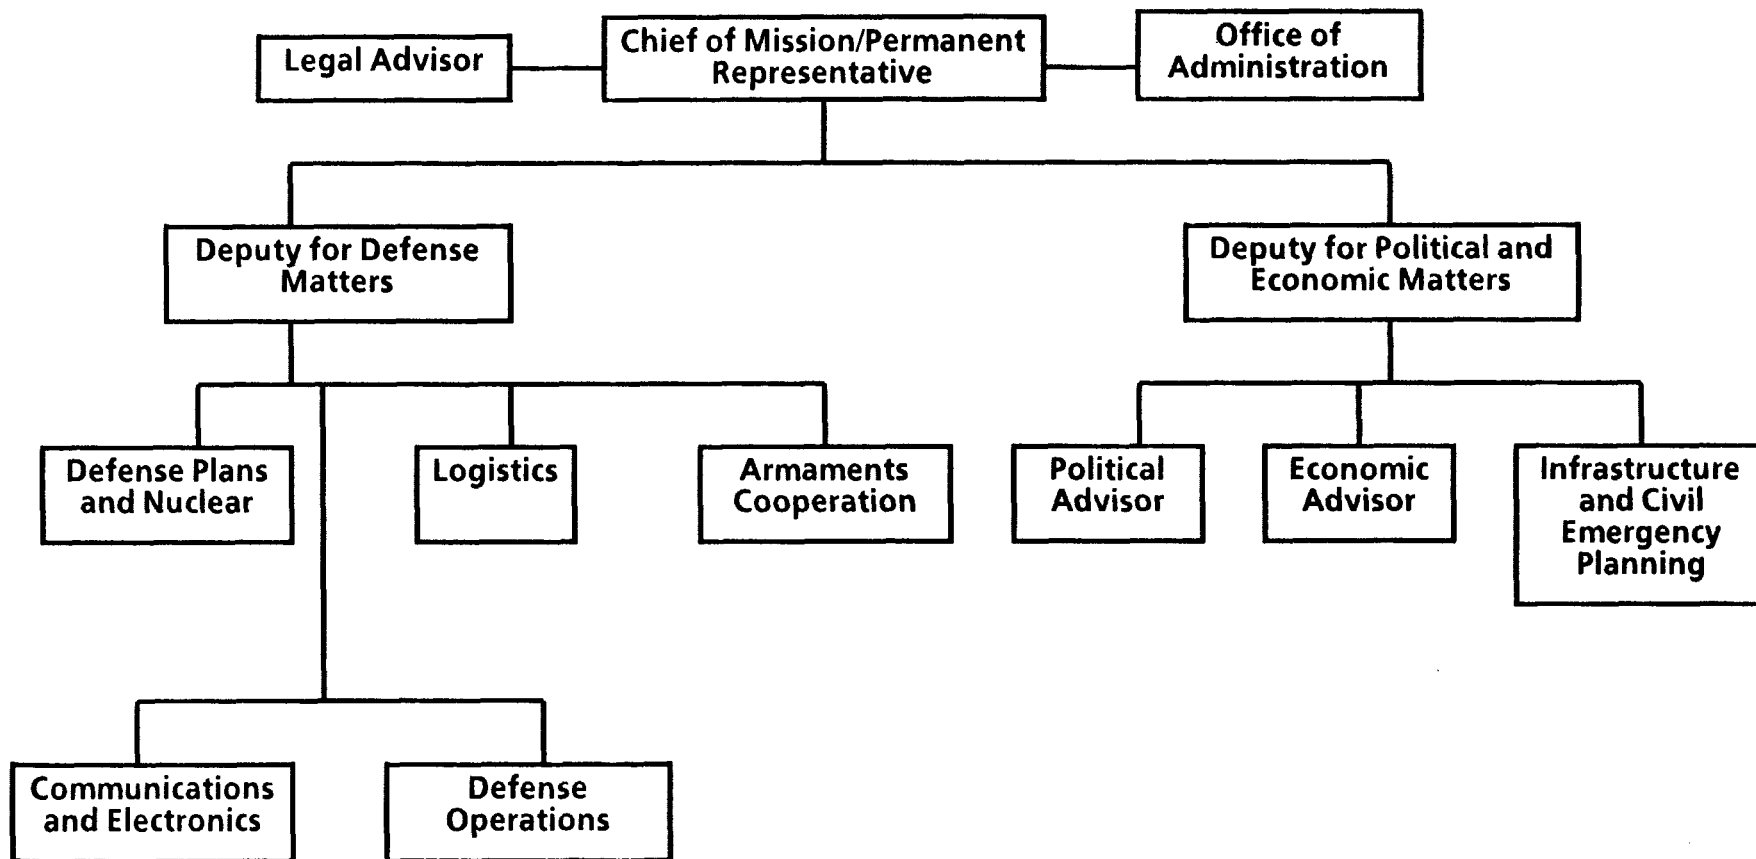 Legal Advisor
Chief of Mission/Permanent
Representative
Office of
Administration
Deputy for Defense
Matters
Deputy for Political and
Economic Matters
Defense Plans
and Nuclear
Logistics
Armaments
Cooperation
Political
Advisor
Economic
Advisor
Infrastructure
and Civil
Emergency
Planning
Communications
and Electronics
Defense
Operations